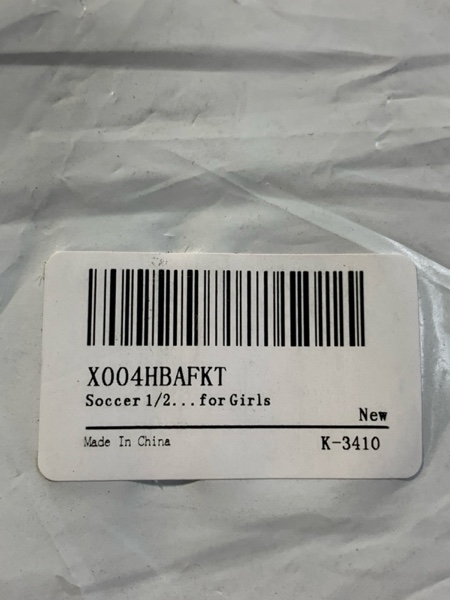 X004HBAFKT
Soccer 1/2...for Girls
New
Made In China
K-3410